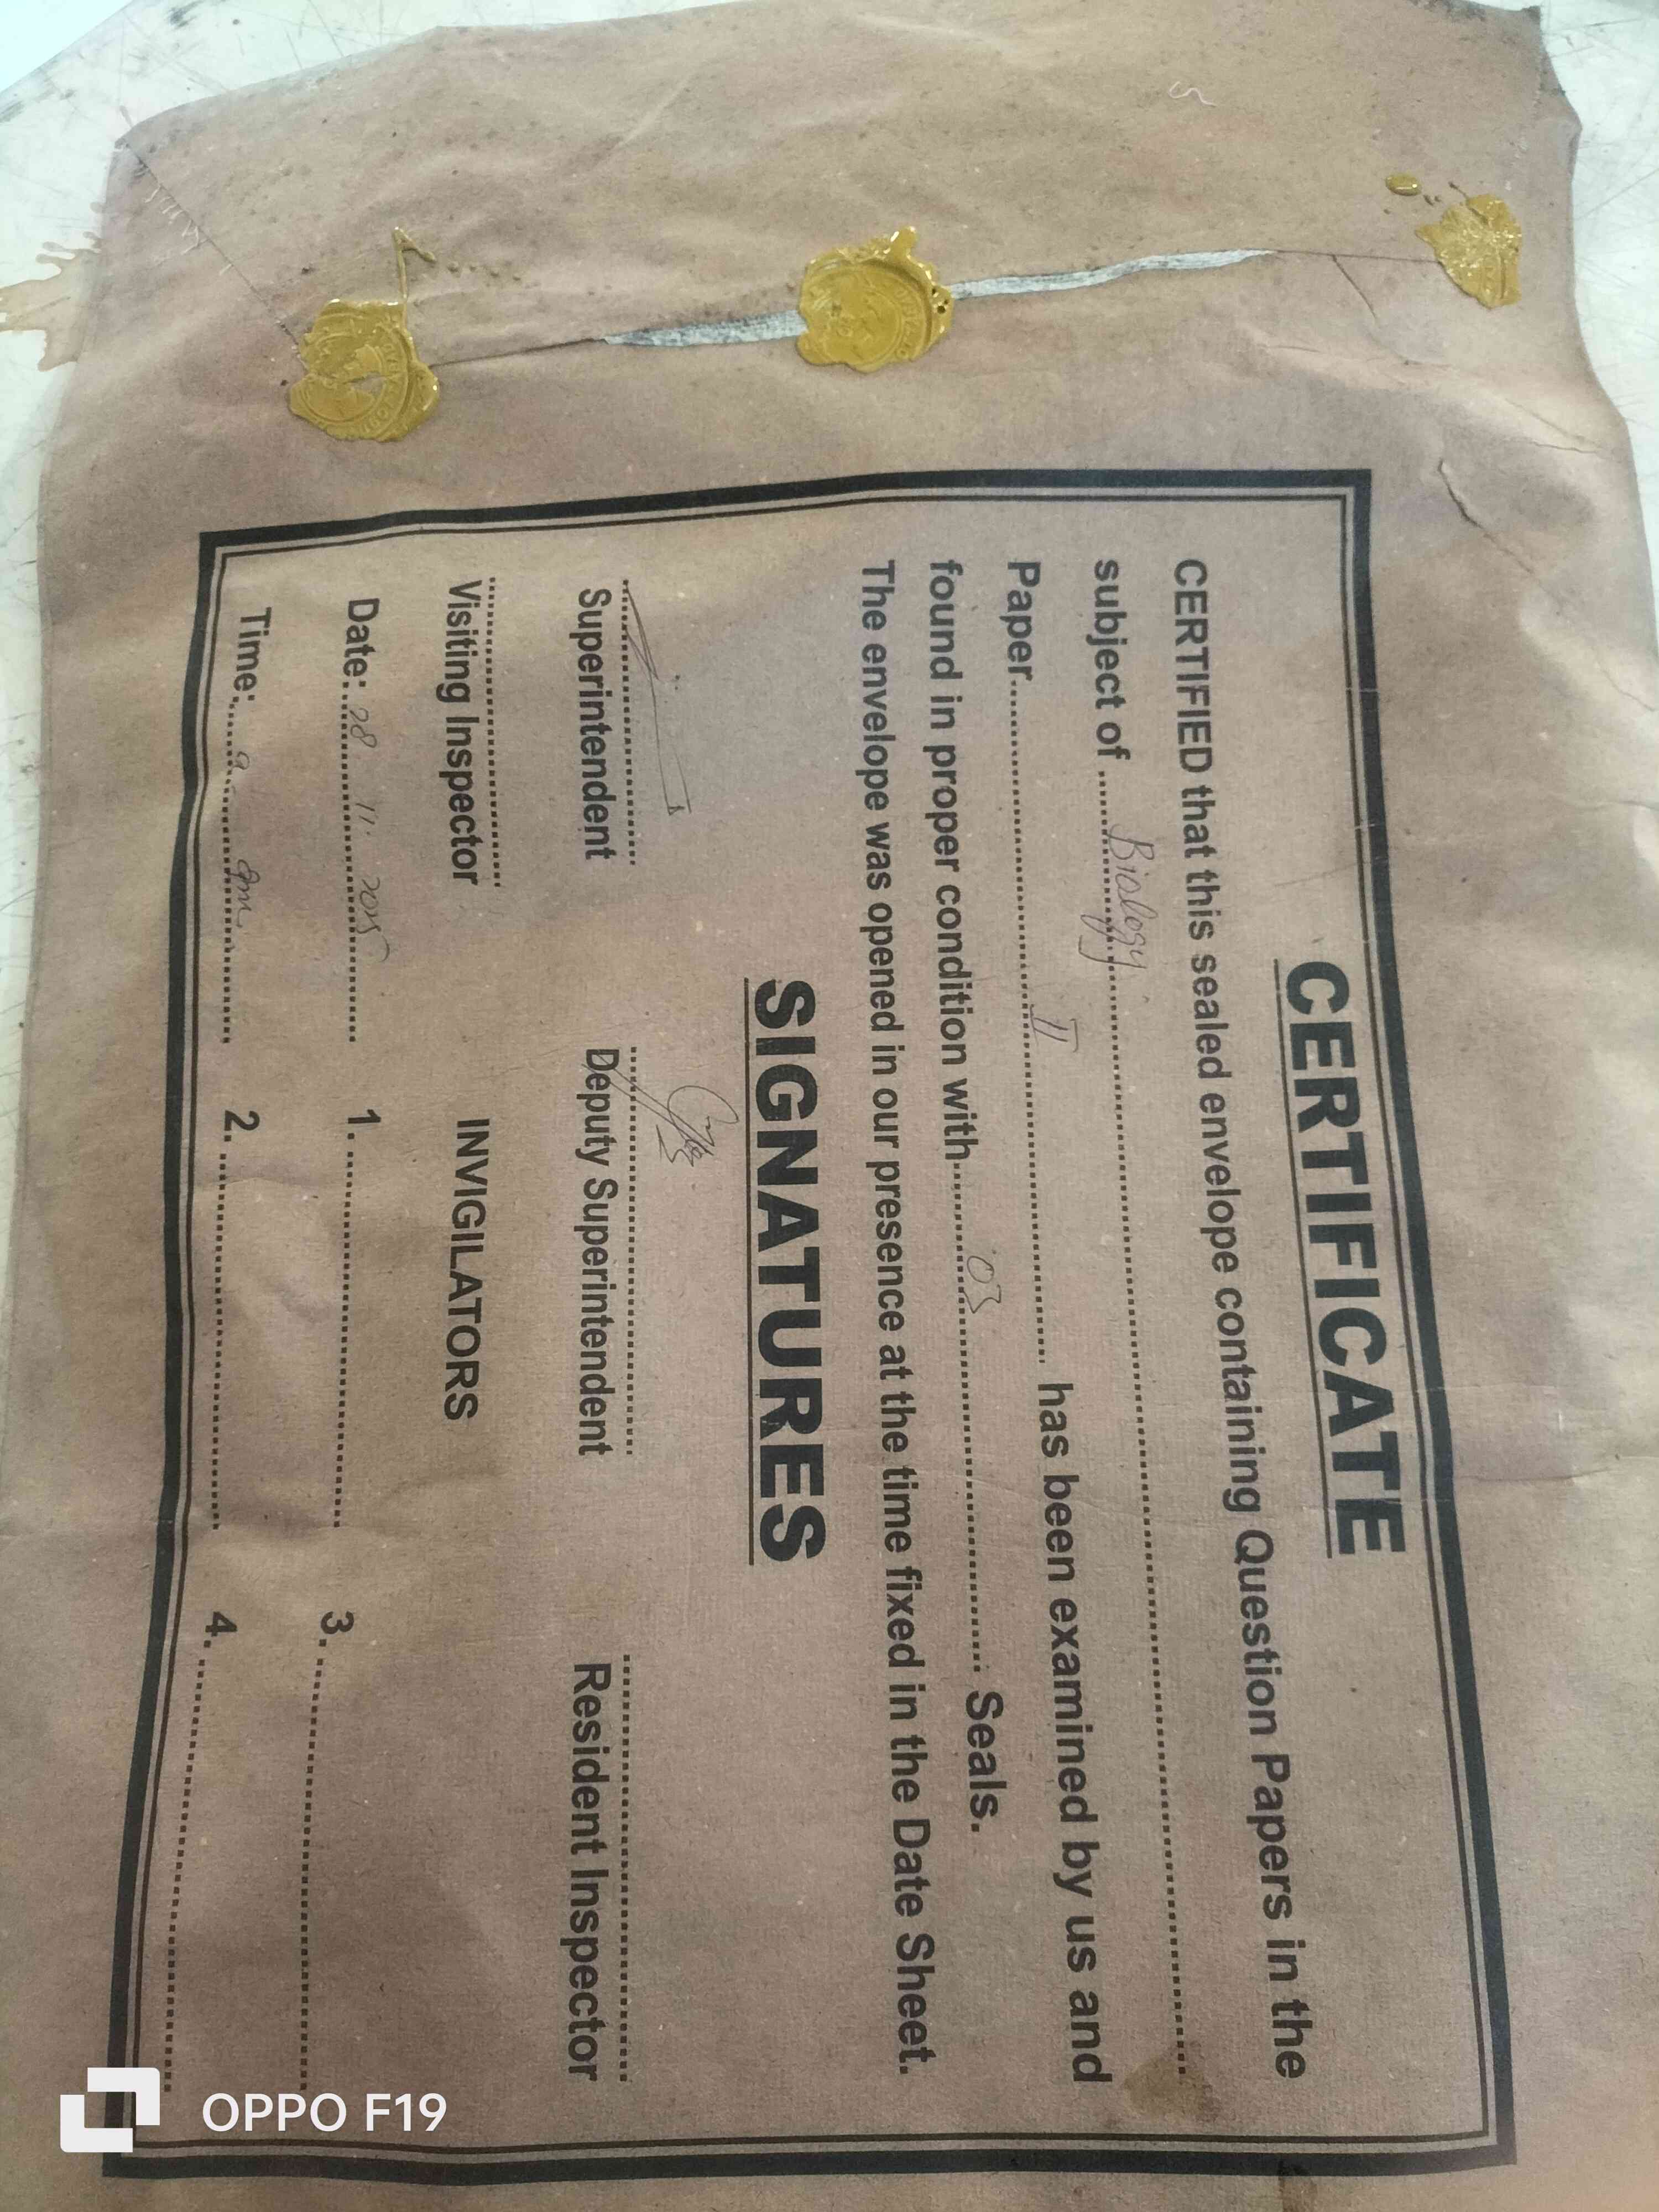 CERTIFICATE
CERTIFIED that this sealed envelope containing Question Papers in the
subject of ..... Biology .....
Paper ..... II ..... has been examined by us and
found in proper condition with ..... 03 ..... Seals.
The envelope was opened in our presence at the time fixed in the Date Sheet.
SIGNATURES
Superintendent Deputy Superintendent Resident Inspector
Visiting Inspector INVIGILATORS
Date: 28 11. 2025 1. ..... 3. .....
Time: 9 am 2. ..... 4. .....
OPPO F19